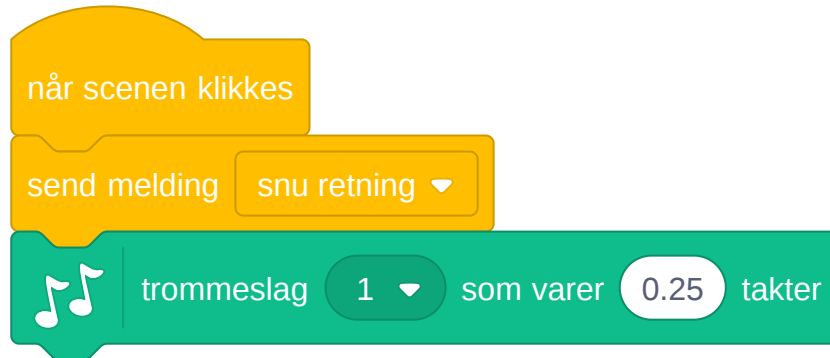 når scenen klikkes
send melding snu retning
trommeslag 1 som varer 0.25 takter